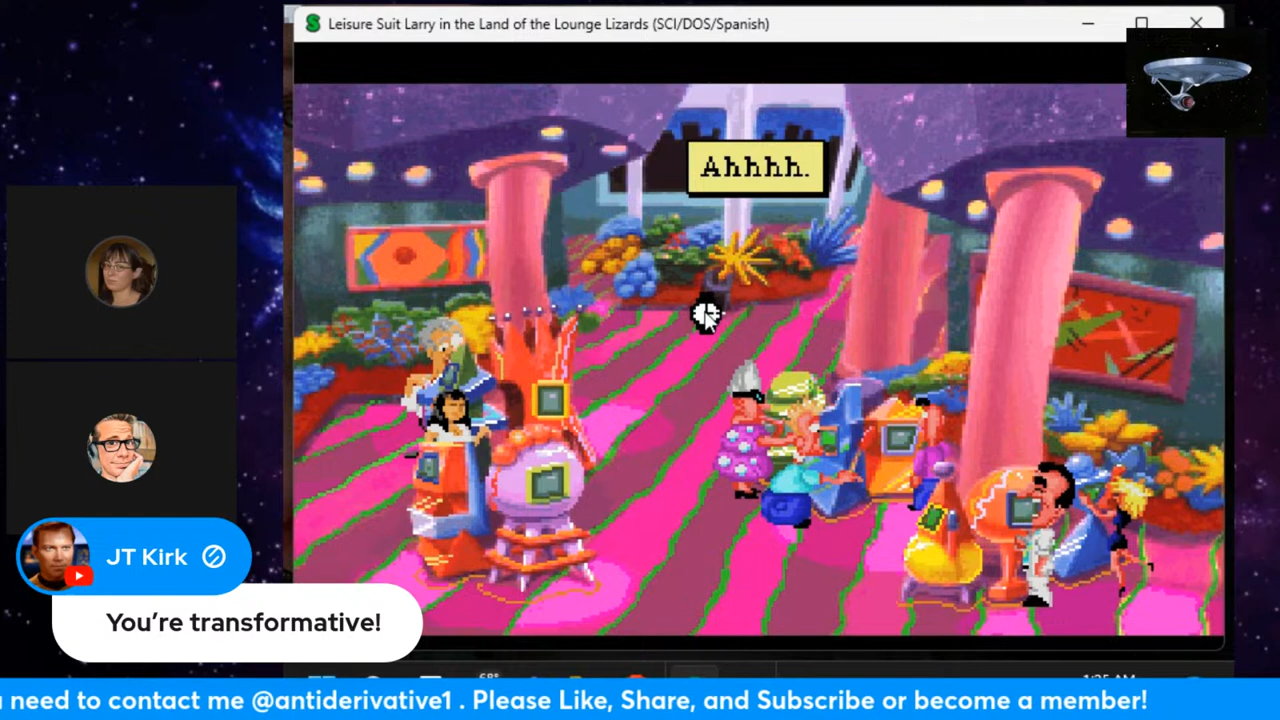 Leisure Suit Larry in the Land of the Lounge Lizards (SCI/DOS/Spanish)
Ahhhh.
JT Kirk
You're transformative!
need to contact me @antiderivative1 . Please Like, Share, and Subscribe or become a member!